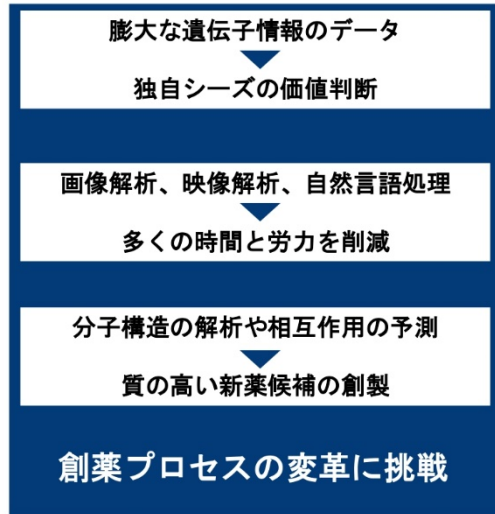 膨大な遺伝子情報のデータ
独自シーズの価値判断
画像解析、映像解析、自然言語処理
多くの時間と労力を削減
分子構造の解析や相互作用の予測
質の高い新薬候補の創製
創薬プロセスの変革に挑戦